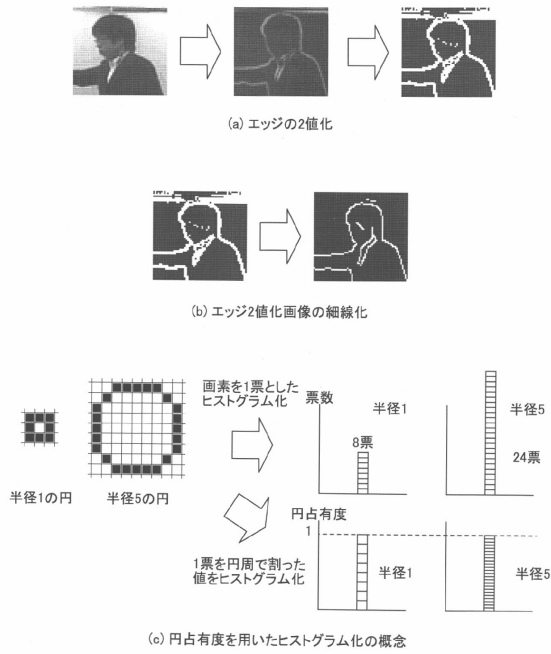 (a) エッジの2値化
(b) エッジ2値化画像の細線化
画素を1票とした
ヒストグラム化
票数
半径1
8票
半径5
24票
半径1の円
半径5の円
円占有度
1
1票を円周で割った
値をヒストグラム化
半径1
半径5
(c) 円占有度を用いたヒストグラム化の概念